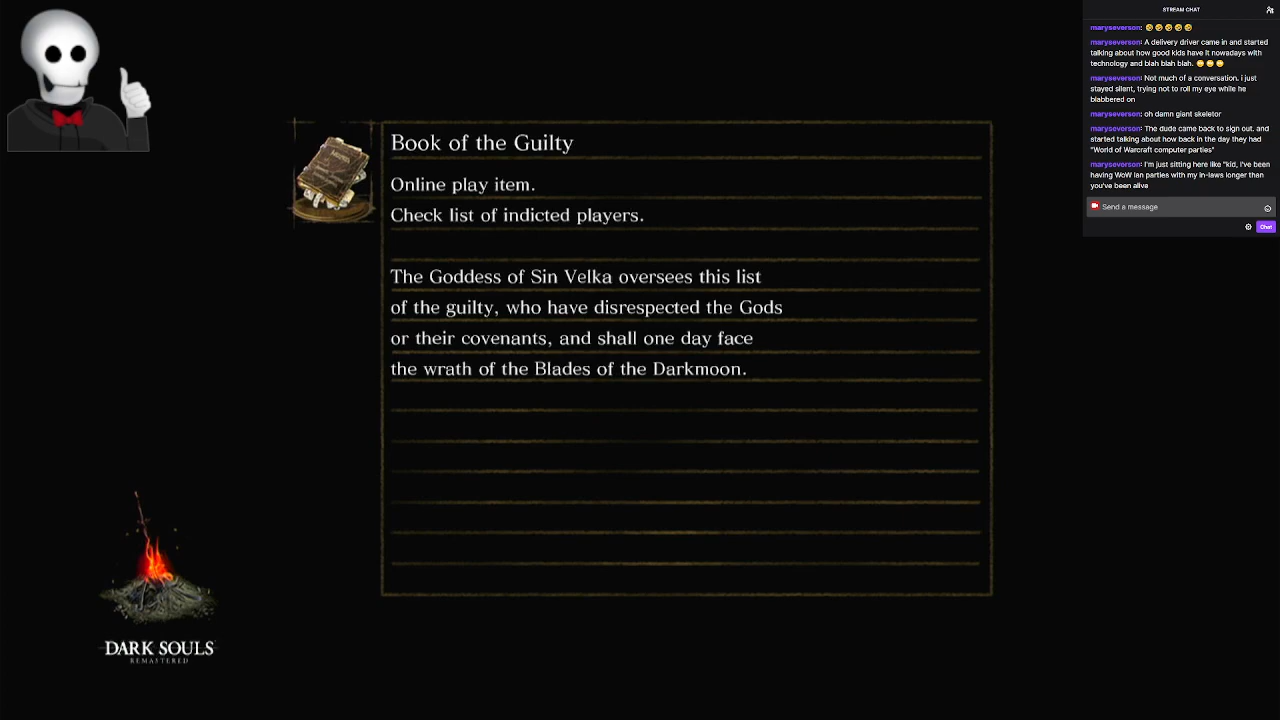 Book of the Guilty
Online play item.
Check list of indicted players.
The Goddess of Sin Velka oversees this list
of the guilty, who have disrespected the Gods
or their covenants, and shall one day face
the wrath of the Blades of the Darkmoon.
DARK SOULS
REMASTERED
STREAM CHAT
maryseverson:
maryseverson: A delivery driver came in and started
talking about how good kids have it nowadays with
technology and blah blah blah.
maryseverson: Not much of a conversation. i just
stayed silent, trying not to roll my eye while he
blabbered on
maryseverson: oh damn giant skeletor
maryseverson: The dude came back to sign out. and
started talking about how back in the day they had
"World of Warcraft computer parties"
maryseverson: I'm just sitting here like "kid, I've been
having WoW lan parties with my in-laws longer than
you've been alive
Send a message
Chat